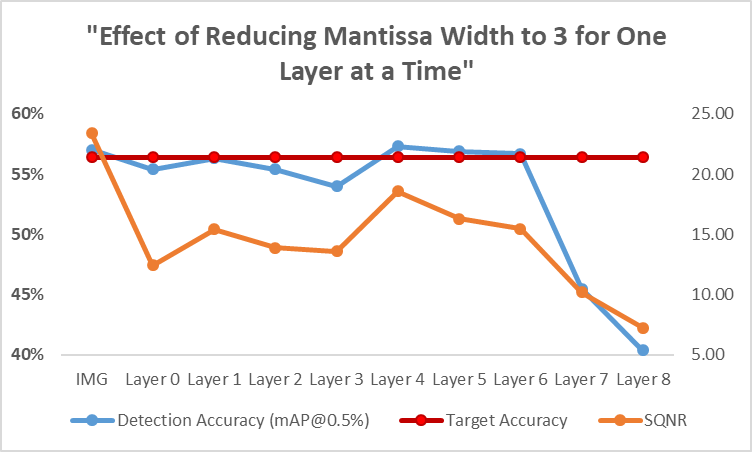 "Effect of Reducing Mantissa Width to 3 for One
Layer at a Time"
60%
55%
50%
45%
40%
25.00
20.00
15.00
10.00
5.00
IMG Layer 0 Layer 1 Layer 2 Layer 3 Layer 4 Layer 5 Layer 6 Layer 7 Layer 8
Detection Accuracy (mAP@0.5%) Target Accuracy SQNR